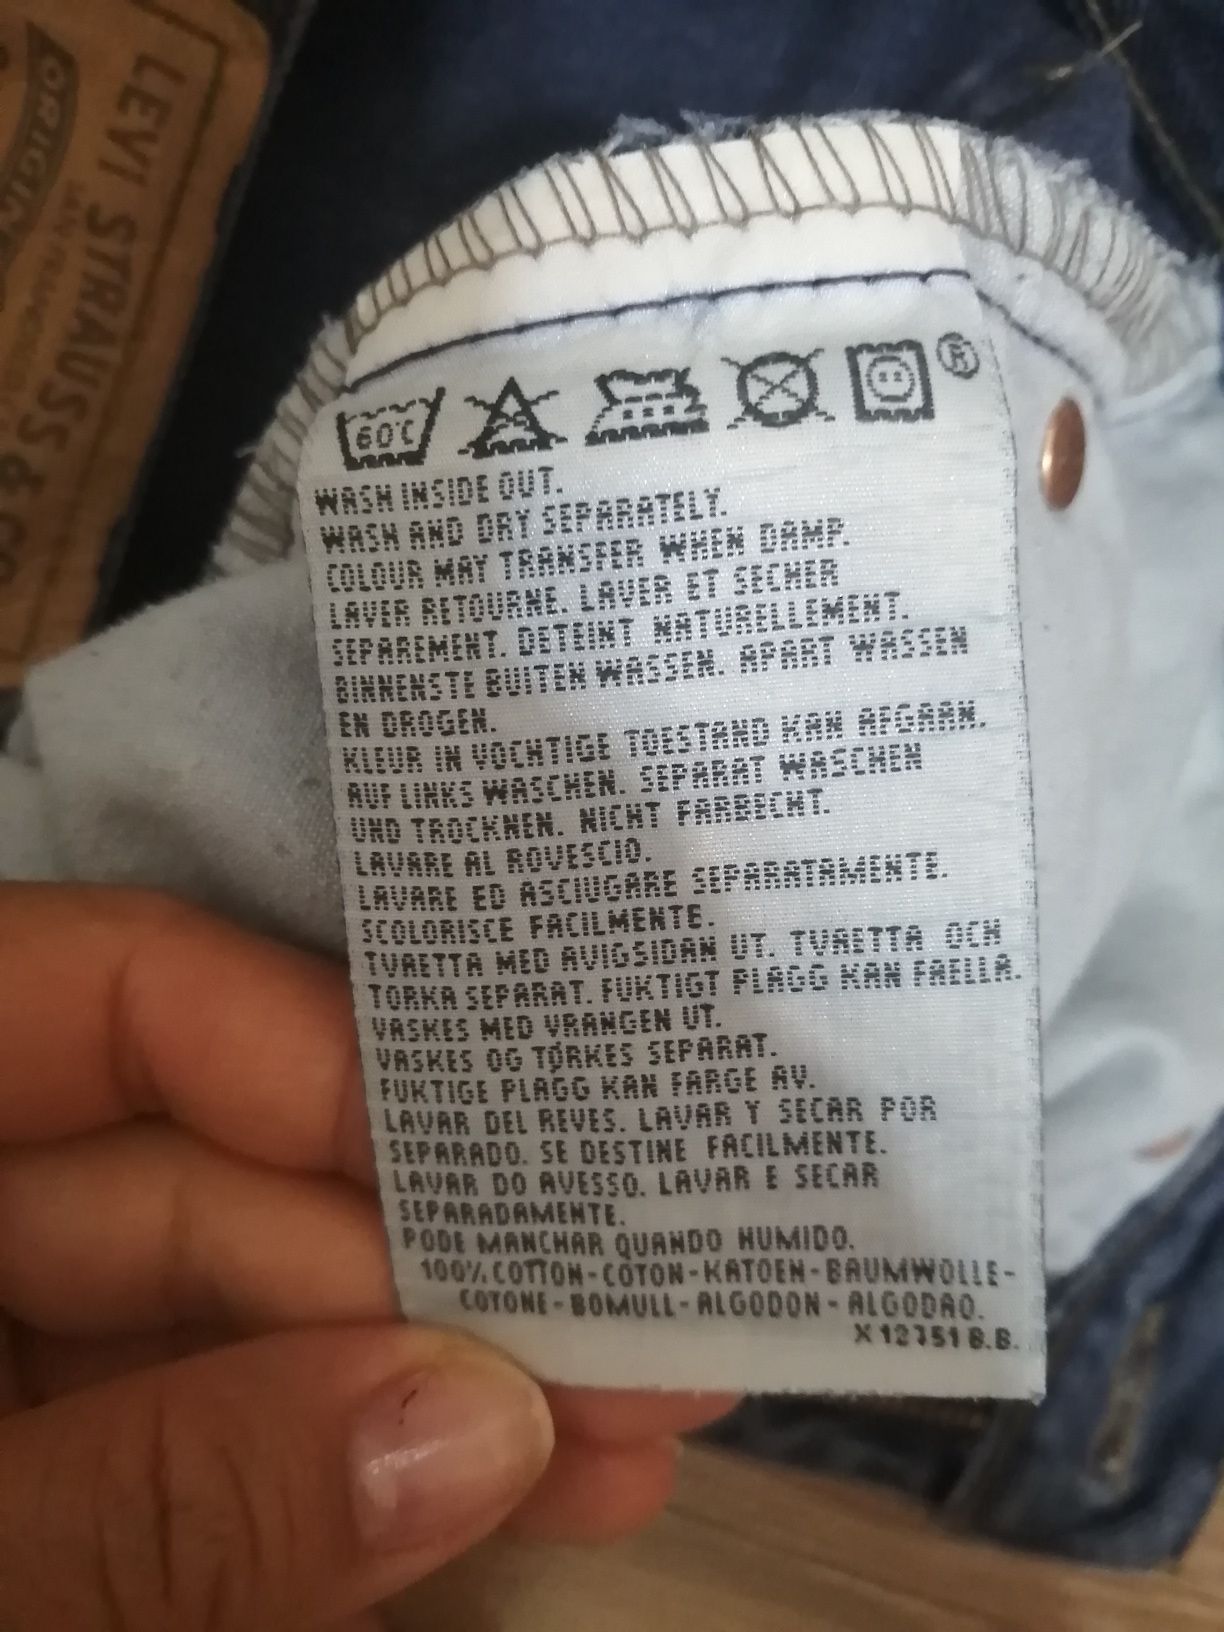 LEVI STRAUSS & CO
ORIGIN
60°C
®
WASH INSIDE OUT.
WASH AND DRY SEPARATELY.
COLOUR MAY TRANSFER WHEN DAMP.
LAVER RETOURNE. LAVER ET SECHER
SEPAREMENT. DETEINT NATURELLEMENT.
BINNENSTE BUITEN WASSEN. APART WASSEN
EN DROGEN.
KLEUR IN VOCHTIGE TOESTAND KAN AFGAAN.
AUF LINKS WASCHEN. SEPARAT WASCHEN
UND TROCKNEN. NICHT FARBECHT.
LAVARE AL ROVESCIO.
LAVARE ED ASCIUGARE SEPARATAMENTE.
SCOLORISCE FACILMENTE.
TVAETTA MED AVIGSIDAN UT. TVAETTA OCH
TORKA SEPARAT. FUKTIGT PLAGG KAN FAELLA.
VASKES MED VRANGEN UT.
VASKES OG TØRKES SEPARAT.
FUKTIGE PLAGG KAN FARGE AV.
LAVAR DEL REVES. LAVAR Y SECAR POR
SEPARADO. SE DESTINE FACILMENTE.
LAVAR DO AVESSO. LAVAR E SECAR
SEPARADAMENTE.
PODE MANCHAR QUANDO HUMIDO.
100% COTTON-COTON-KATOEN-BAUMWOLLE-
COTONE-BOMULL-ALGODON-ALGODAO.
X 12751 B.B.